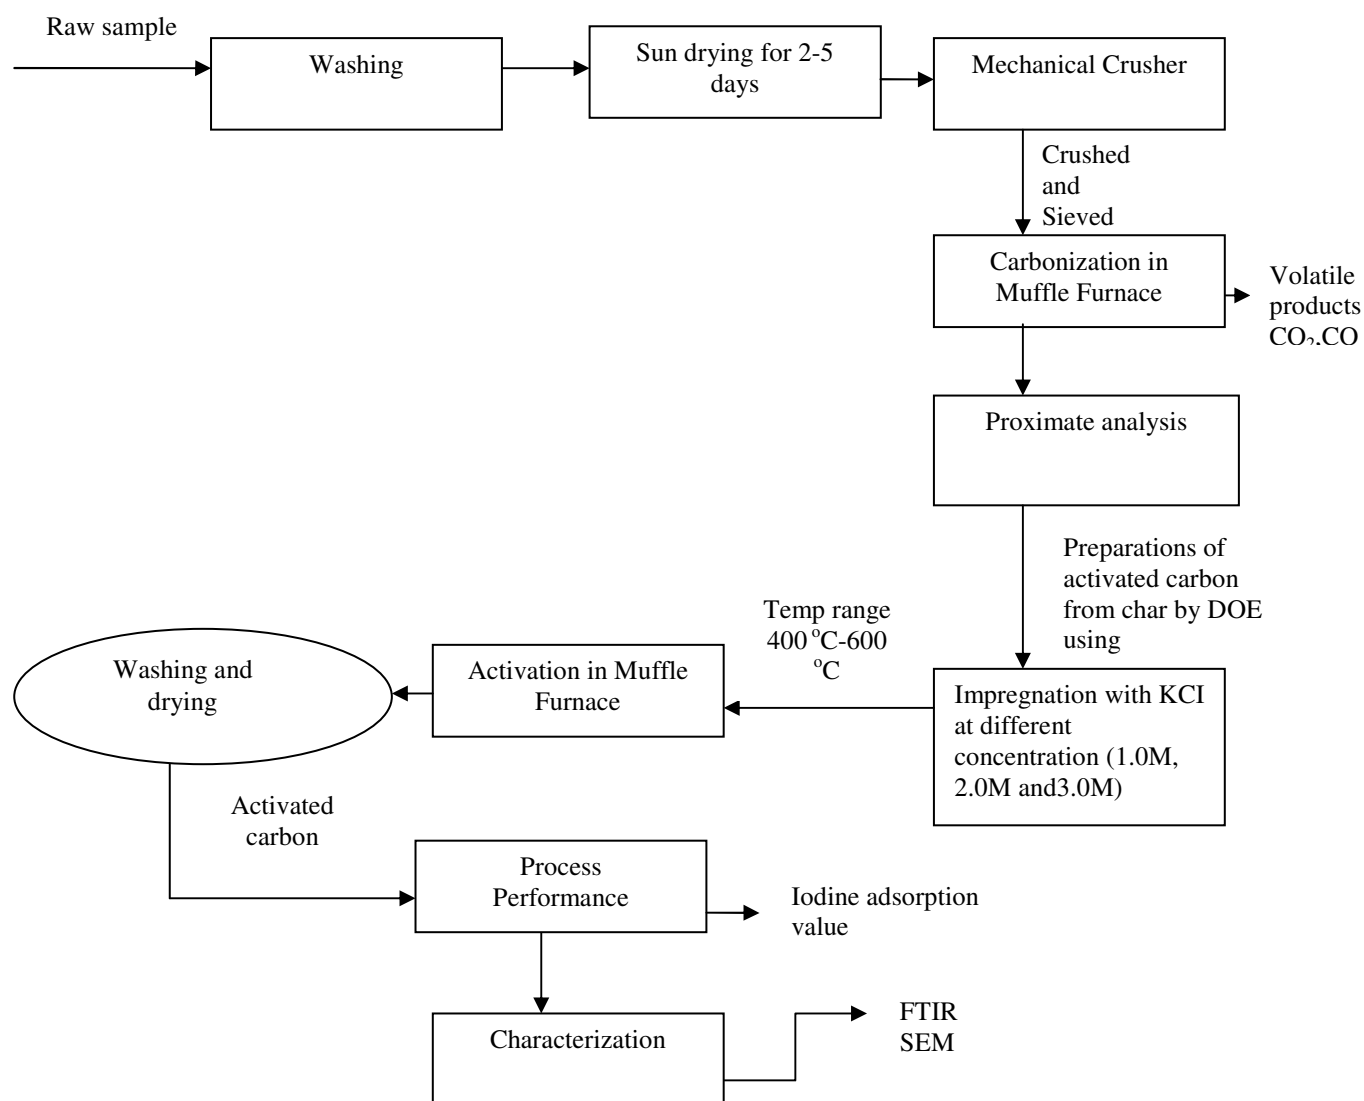 Raw sample
Washing
Sun drying for 2-5
days
Mechanical Crusher
Crushed
and
Sieved
Carbonization in
Muffle Furnace
Volatile
products
CO₂,CO
Proximate analysis
Preparations of
activated carbon
from char by DOE
using
Temp range
400 °C-600
°C
Washing and
drying
Activation in Muffle
Furnace
Impregnation with KCI
at different
concentration (1.0M,
2.0M and3.0M)
Activated
carbon
Process
Performance
Iodine adsorption
value
Characterization
FTIR
SEM